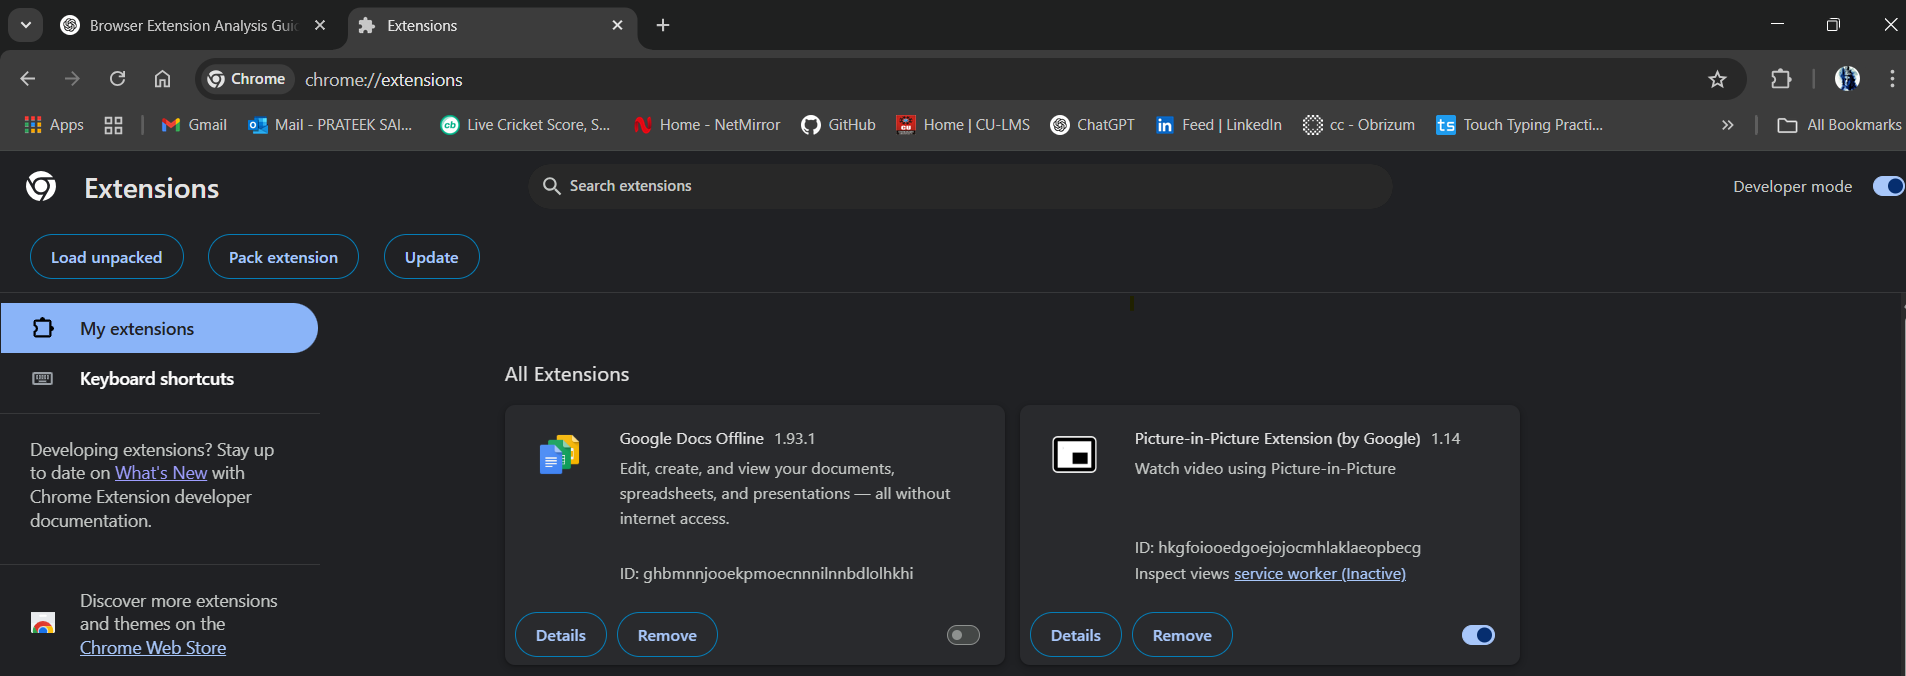 Browser Extension Analysis Guid
Extensions
Chrome
chrome://extensions
Apps
Gmail
Mail - PRATEEK SAI...
Live Cricket Score, S...
Home - NetMirror
GitHub
Home | CU-LMS
ChatGPT
Feed | LinkedIn
cc - Obrizum
Touch Typing Practi...
All Bookmarks
Extensions
Search extensions
Developer mode
Load unpacked
Pack extension
Update
My extensions
Keyboard shortcuts
Developing extensions? Stay up
to date on What's New with
Chrome Extension developer
documentation.
Discover more extensions
and themes on the
Chrome Web Store
All Extensions
Google Docs Offline 1.93.1
Edit, create, and view your documents,
spreadsheets, and presentations — all without
internet access.
ID: ghbmnnjooekpmoecnnnilnnbdlolhkhi
Details
Remove
Picture-in-Picture Extension (by Google) 1.14
Watch video using Picture-in-Picture
ID: hkgfoiooedgoejojocmhlaklaeopbecg
Inspect views service worker (Inactive)
Details
Remove